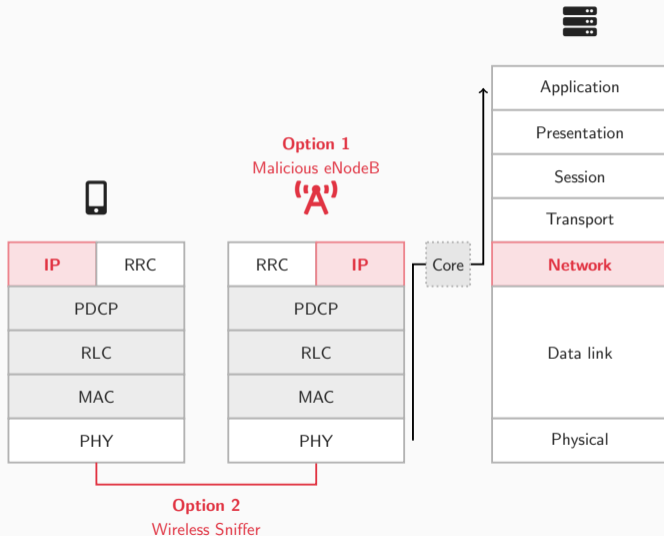 Option 1
Malicious eNodeB
IP
RRC
PDCP
RLC
MAC
PHY
RRC
IP
PDCP
RLC
MAC
PHY
Core
Application
Presentation
Session
Transport
Network
Data link
Physical
Option 2
Wireless Sniffer